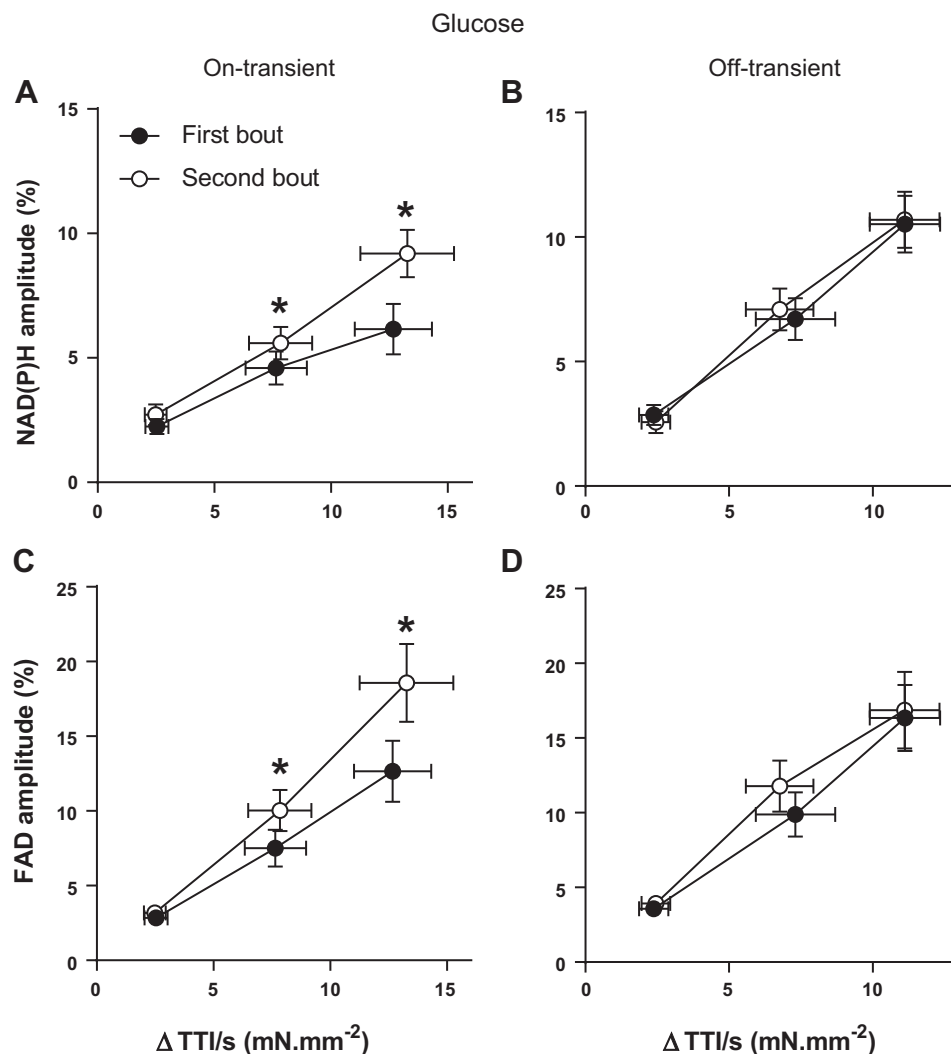 Glucose
On-transient
Off-transient
A
B
15
10
5
0
NAD(P)H amplitude (%)
First bout
Second bout
*
*
0 5 10 15
15
10
5
0
0 5 10
C
D
25
20
15
10
5
0
FAD amplitude (%)
*
*
0 5 10 15
Δ TTI/s (mN.mm⁻²)
25
20
15
10
5
0
0 5 10
Δ TTI/s (mN.mm⁻²)